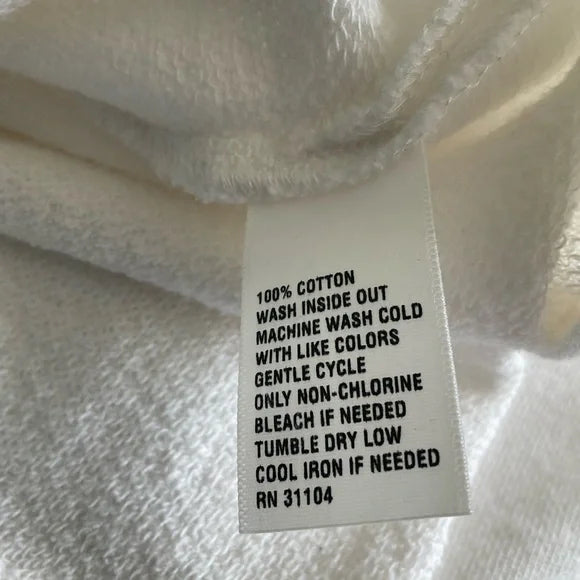 100% COTTON
WASH INSIDE OUT
MACHINE WASH COLD
WITH LIKE COLORS
GENTLE CYCLE
ONLY NON-CHLORINE
BLEACH IF NEEDED
TUMBLE DRY LOW
COOL IRON IF NEEDED
RN 31104